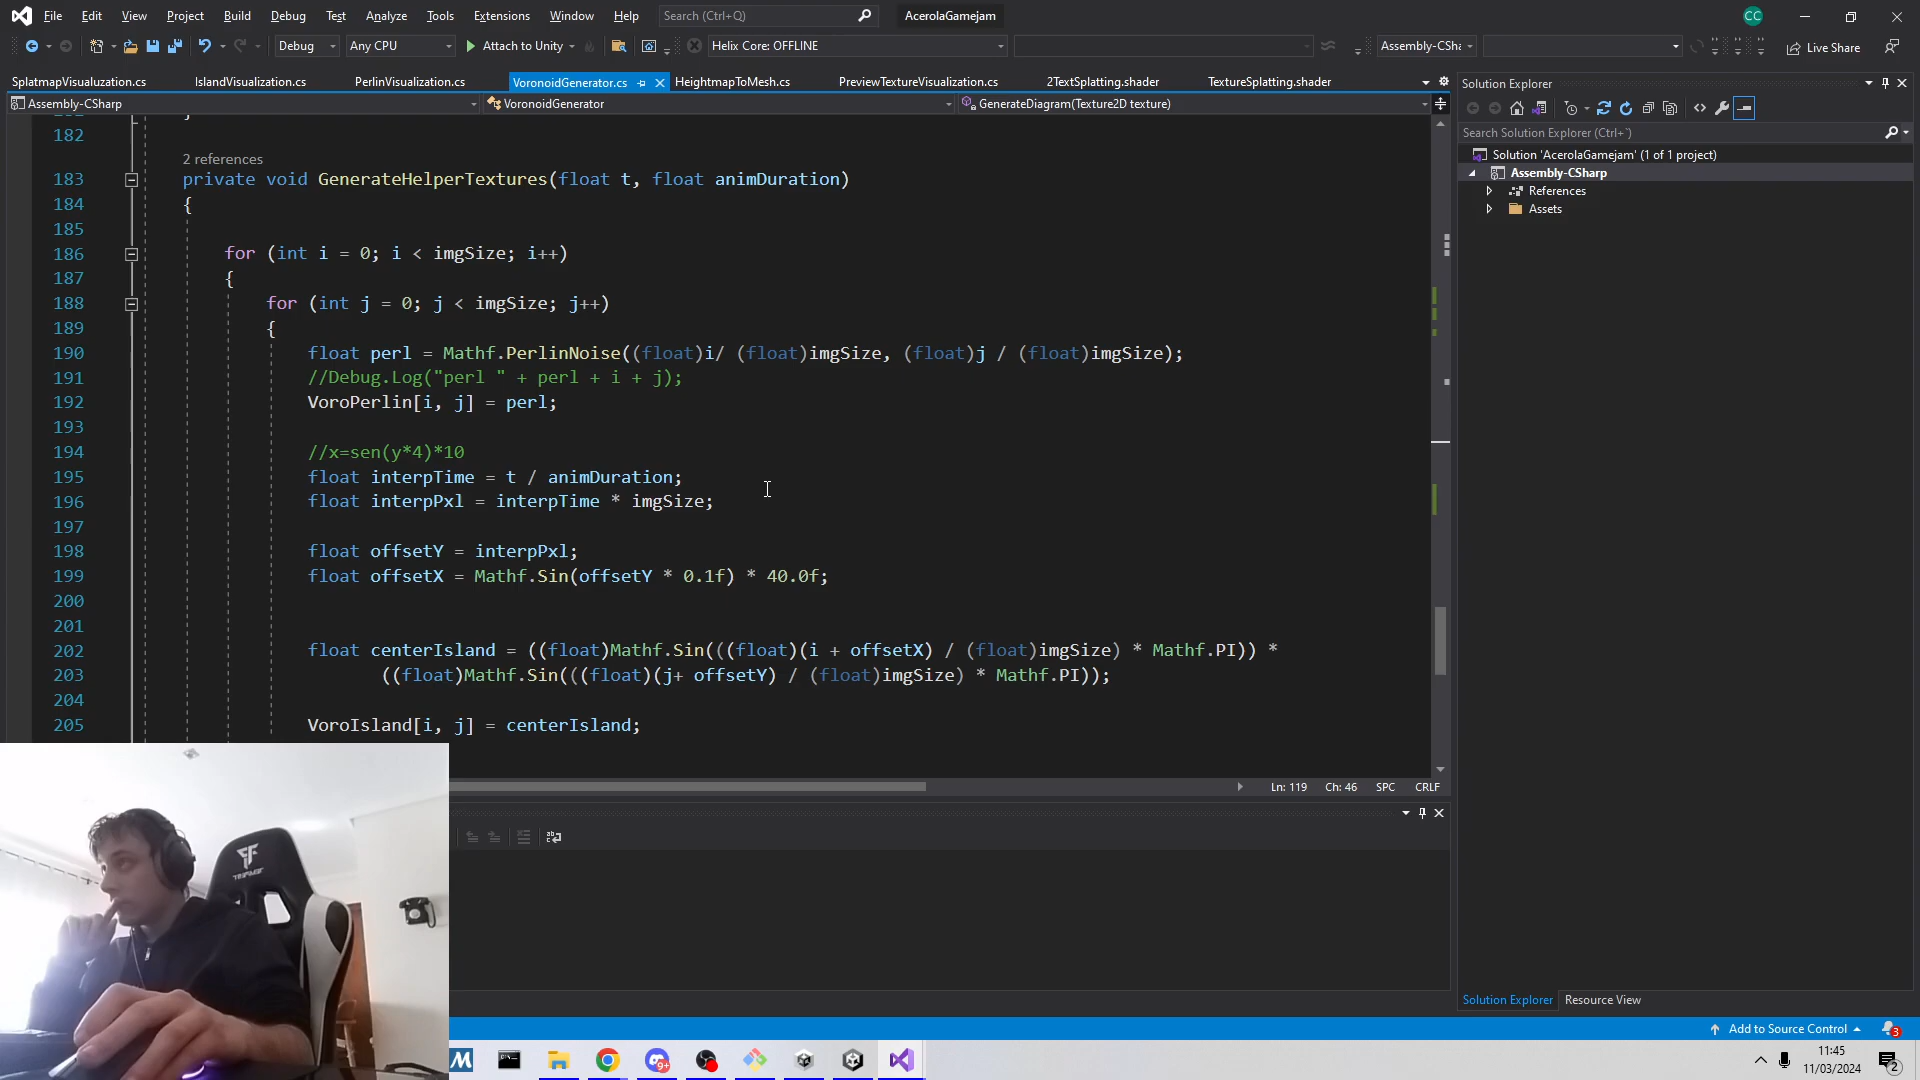 File Edit View Project Build Debug Test Analyze Tools Extensions Window Help Search (Ctrl+Q) AcerolaGamejam CC
Debug Any CPU Attach to Unity Helix Core: OFFLINE Live Share
SplatmapVisualuzation.cs IslandVisualization.cs PerlinVisualization.cs VoronoidGenerator.cs HeightmapToMesh.cs PreviewTextureVisualization.cs 2TextSplatting.shader TextureSplatting.shader
Assembly-CSharp VoronoidGenerator GenerateDiagram(Texture2D texture)
182
2 references
183 private void GenerateHelperTextures(float t, float animDuration)
184 {
185
186 for (int i = 0; i < imgSize; i++)
187 {
188 for (int j = 0; j < imgSize; j++)
189 {
190 float perl = Mathf.PerlinNoise((float)i/ (float)imgSize, (float)j / (float)imgSize);
191 //Debug.Log("perl " + perl + i + j);
192 VoroPerlin[i, j] = perl;
193
194 //x=sen(y*4)*10
195 float interpTime = t / animDuration;
196 float interpPxl = interpTime * imgSize;
197
198 float offsetY = interpPxl;
199 float offsetX = Mathf.Sin(offsetY * 0.1f) * 40.0f;
200
201
202 float centerIsland = ((float)Mathf.Sin(((float)(i + offsetX) / (float)imgSize) * Mathf.PI)) *
203 ((float)Mathf.Sin(((float)(j+ offsetY) / (float)imgSize) * Mathf.PI));
204
205 VoroIsland[i, j] = centerIsland;
Ln: 119 Ch: 46 SPC CRLF
Solution Explorer
Search Solution Explorer (Ctrl+´)
Solution 'AcerolaGamejam' (1 of 1 project)
Assembly-CSharp
References
Assets
Solution Explorer Resource View
Add to Source Control 3
11:45
11/03/2024 2